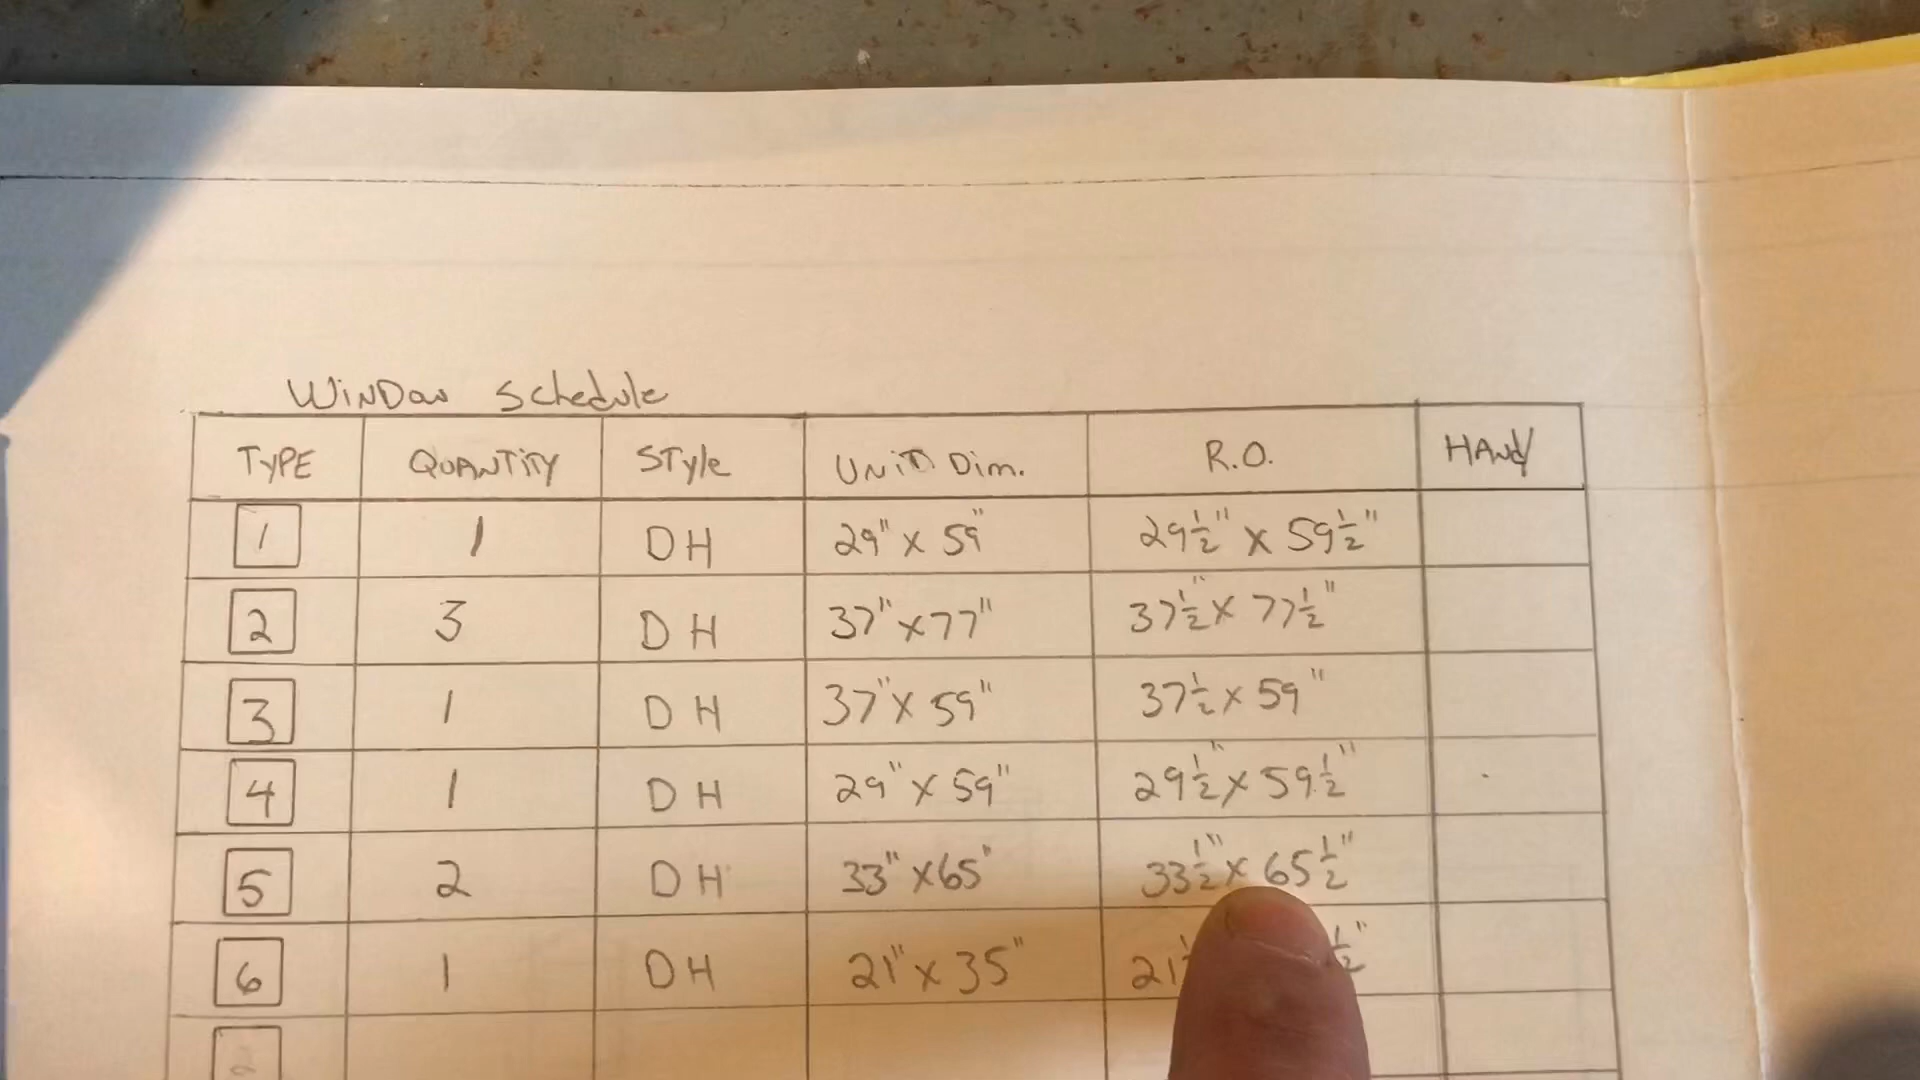 WINDOW Schedule
TYPE QUANTITY STyle UNIT Dim. R.O. HAND
1 1 DH 29" X 59" 29½" X 59½"
2 3 DH 37" X 77" 37½" X 77½"
3 1 DH 37" X 59" 37½ X 59"
4 1 DH 29" X 59" 29½" X 59½"
5 2 DH 33" X 65" 33½" X 65½"
6 1 DH 21" X 35" 21 ½"